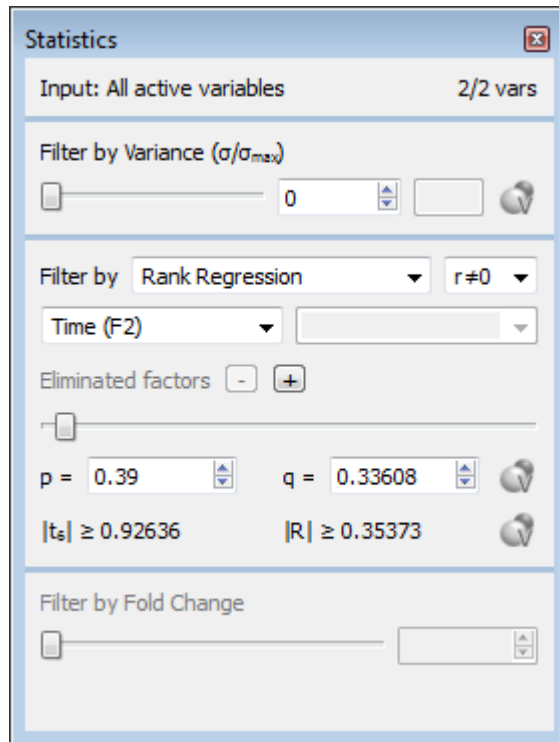 Statistics
Input: All active variables 2/2 vars
Filter by Variance (σ/σmax)
0
Filter by Rank Regression r≠0
Time (F2)
Eliminated factors - +
p = 0.39 q = 0.33608
|t₆| ≥ 0.92636 |R| ≥ 0.35373
Filter by Fold Change